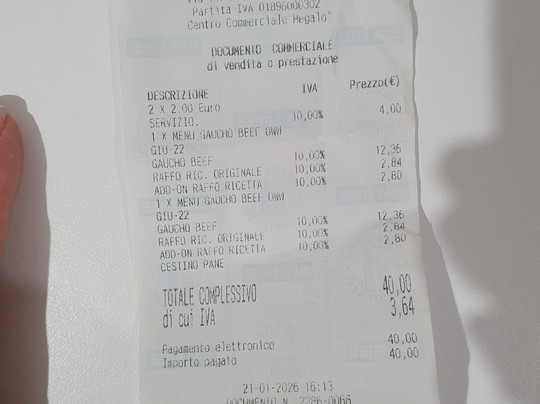 Partita IVA 01896000302
Centro Commerciale Megalo'
DOCUMENTO COMMERCIALE
di vendita o prestazione
DESCRIZIONE IVA Prezzo(€)
2 X 2.00 Euro
SERVIZIO. 10,00% 4,00
1 X MENU GAUCHO BEEF OWW
GIU-22
GAUCHO BEEF 10,00% 12,36
RAFFO RIC. ORIGINALE 10,00% 2,84
ADD-ON RAFFO RICETTA 10,00% 2,80
1 X MENU GAUCHO BEEF OWW
GIU-22
GAUCHO BEEF 10,00% 12,36
RAFFO RIC. ORIGINALE 10,00% 2,84
ADD-ON RAFFO RICETTA 10,00% 2,80
CESTINO PANE
TOTALE COMPLESSIVO 40,00
di cui IVA 3,64
Pagamento elettronico 40,00
Importo pagato 40,00
21-01-2026 16:13
DOCUMENTO N. 2286-0066